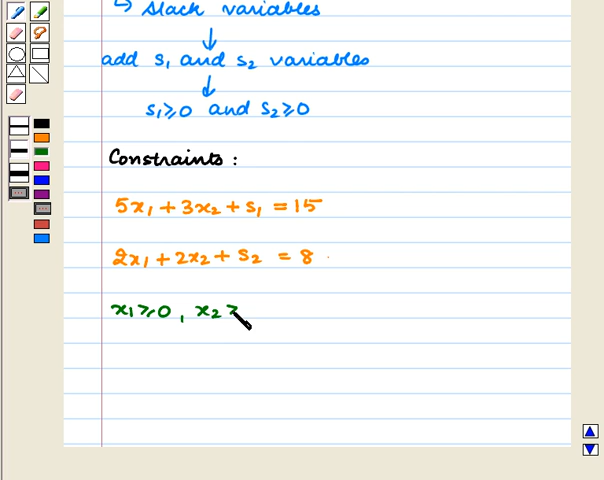 ↳ Slack variables
↓
add s₁ and s₂ variables
↓
s₁≥0 and s₂≥0
Constraints :
5x₁ + 3x₂ + s₁ = 15
2x₁ + 2x₂ + s₂ = 8
x₁≥0, x₂ ≥